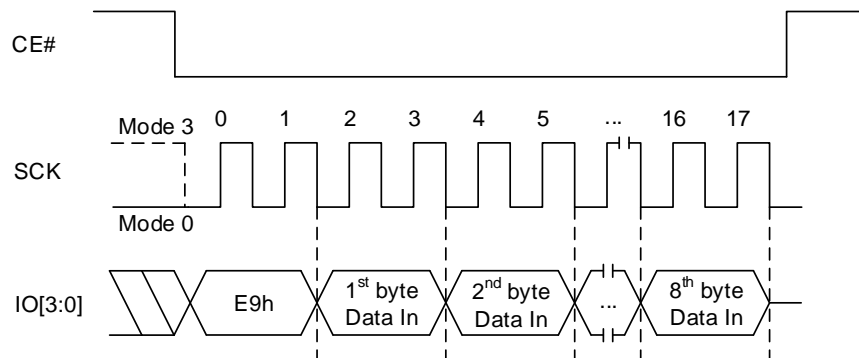 CE#
Mode 3 0 1 2 3 4 5 ... 16 17
SCK
Mode 0
IO[3:0] E9h 1st byte Data In 2nd byte Data In ... 8th byte Data In